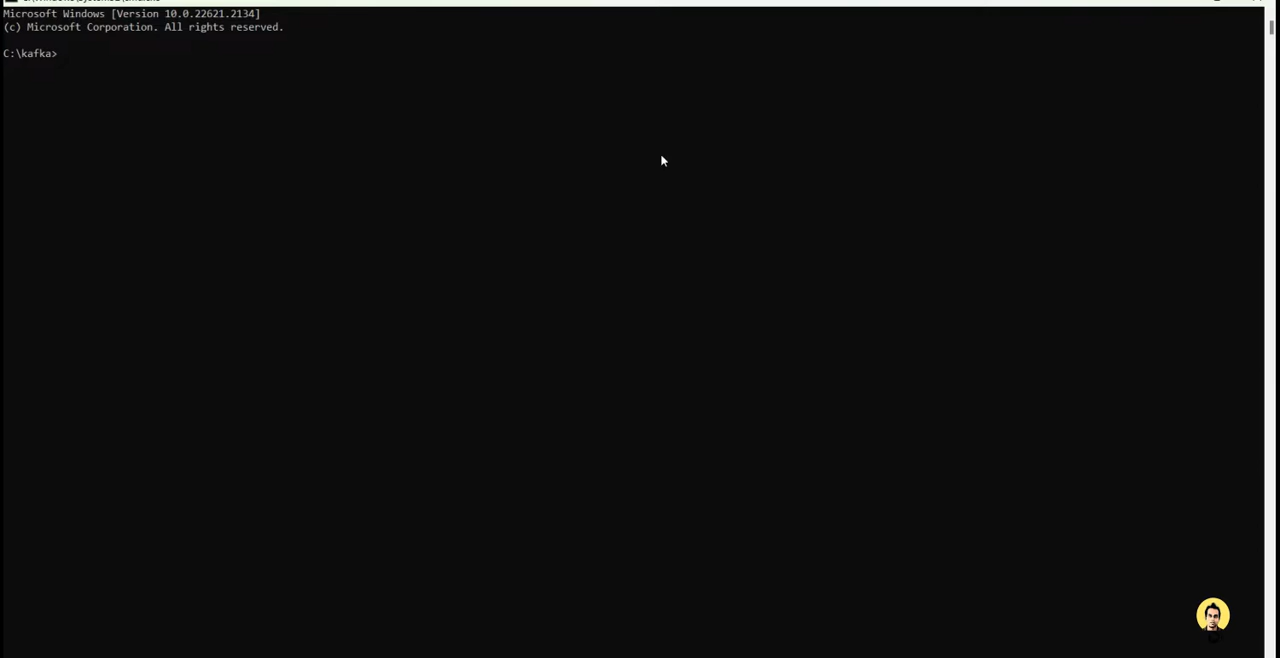 Microsoft Windows [Version 10.0.22621.2134]
(c) Microsoft Corporation. All rights reserved.
C:\kafka>